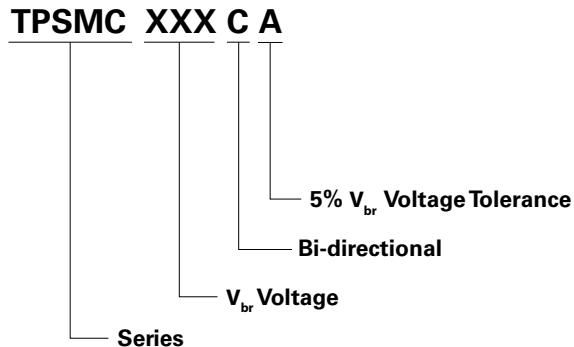 TPSMC XXX C A
5% Vbr Voltage Tolerance
Bi-directional
Vbr Voltage
Series